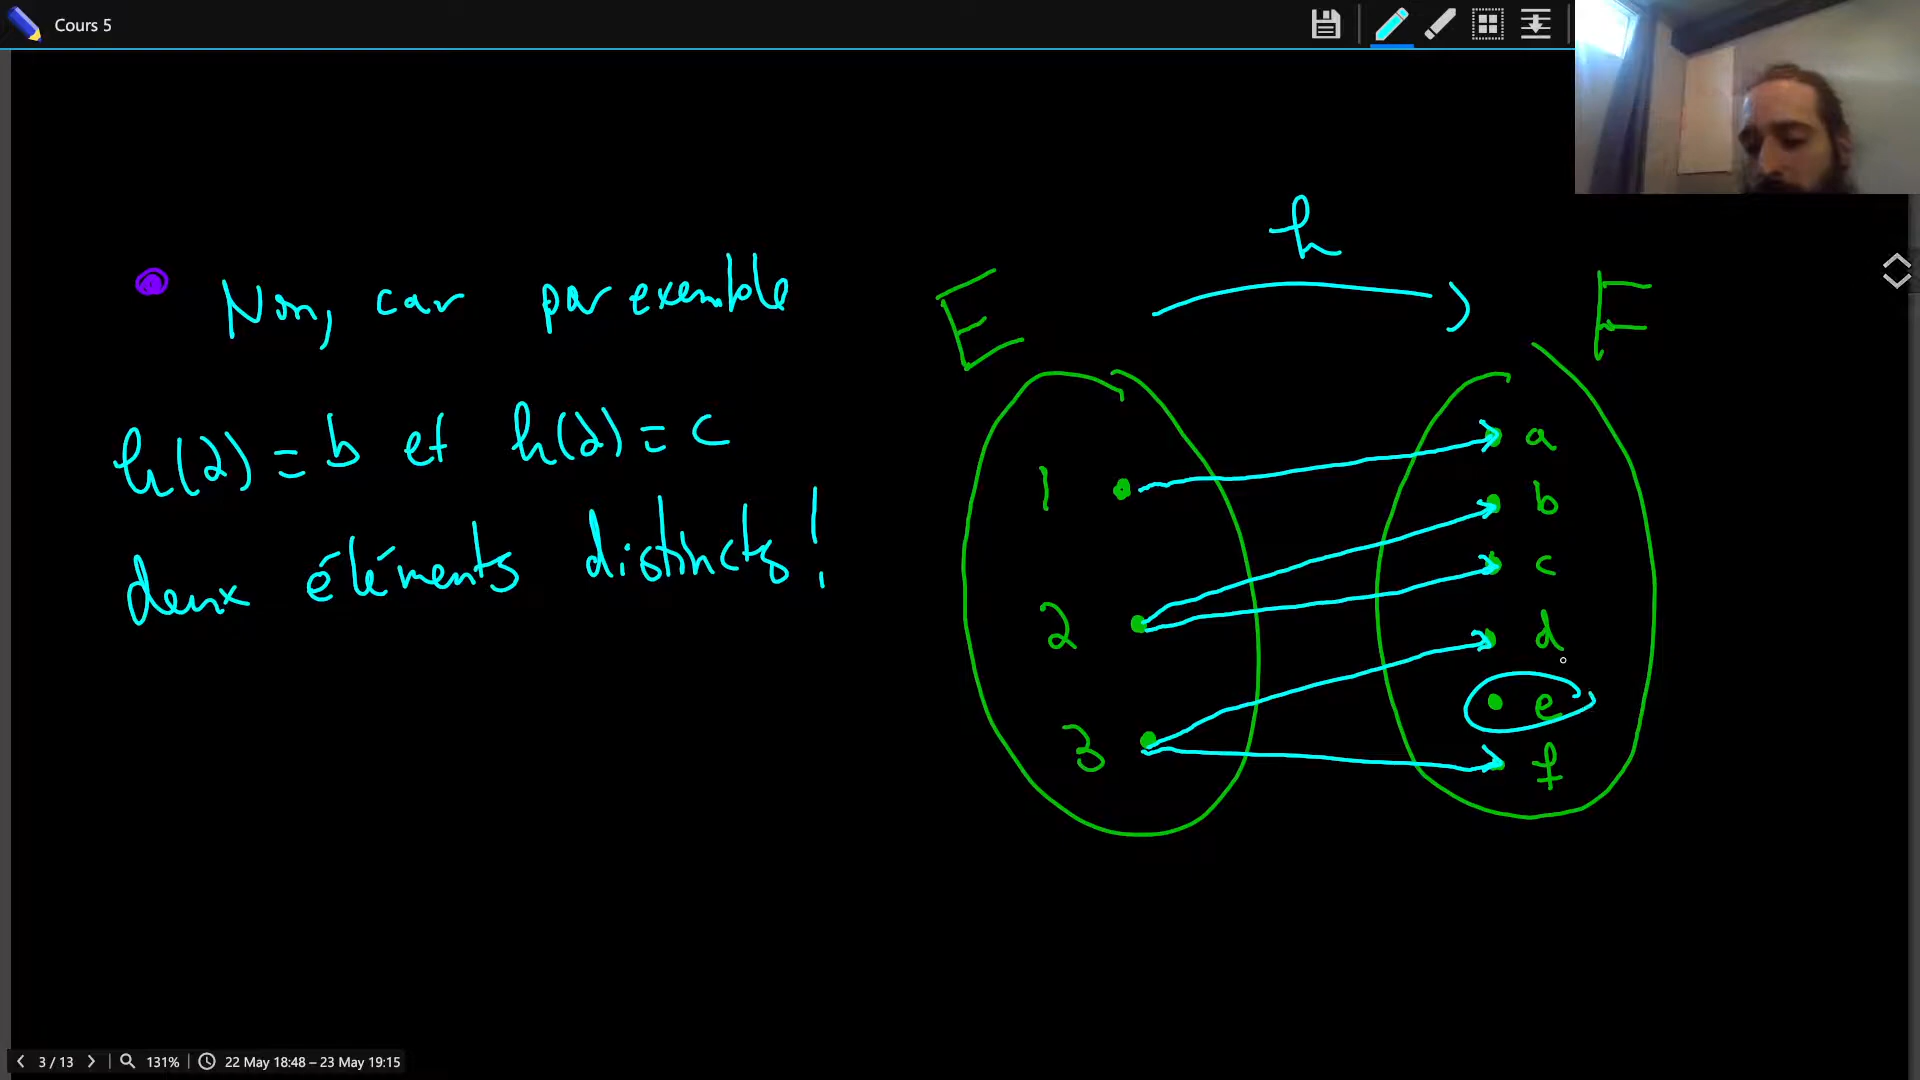 Cours 5
Non, car par exemple
h(2) = b et h(2) = c
deux éléments distincts !
h
E
F
1
2
3
a
b
c
d
e
f
3 / 13
131%
22 May 18:48 – 23 May 19:15